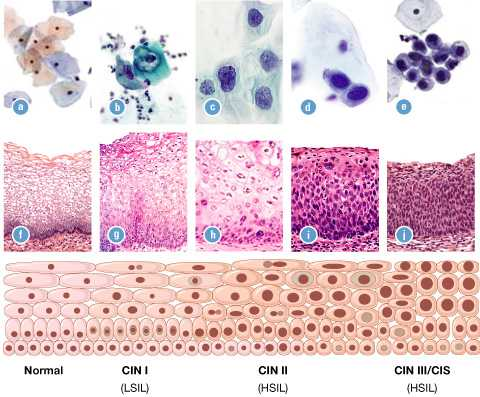 a b c d e
f g h i j
Normal CIN I CIN II CIN III/CIS
(LSIL) (HSIL) (HSIL)